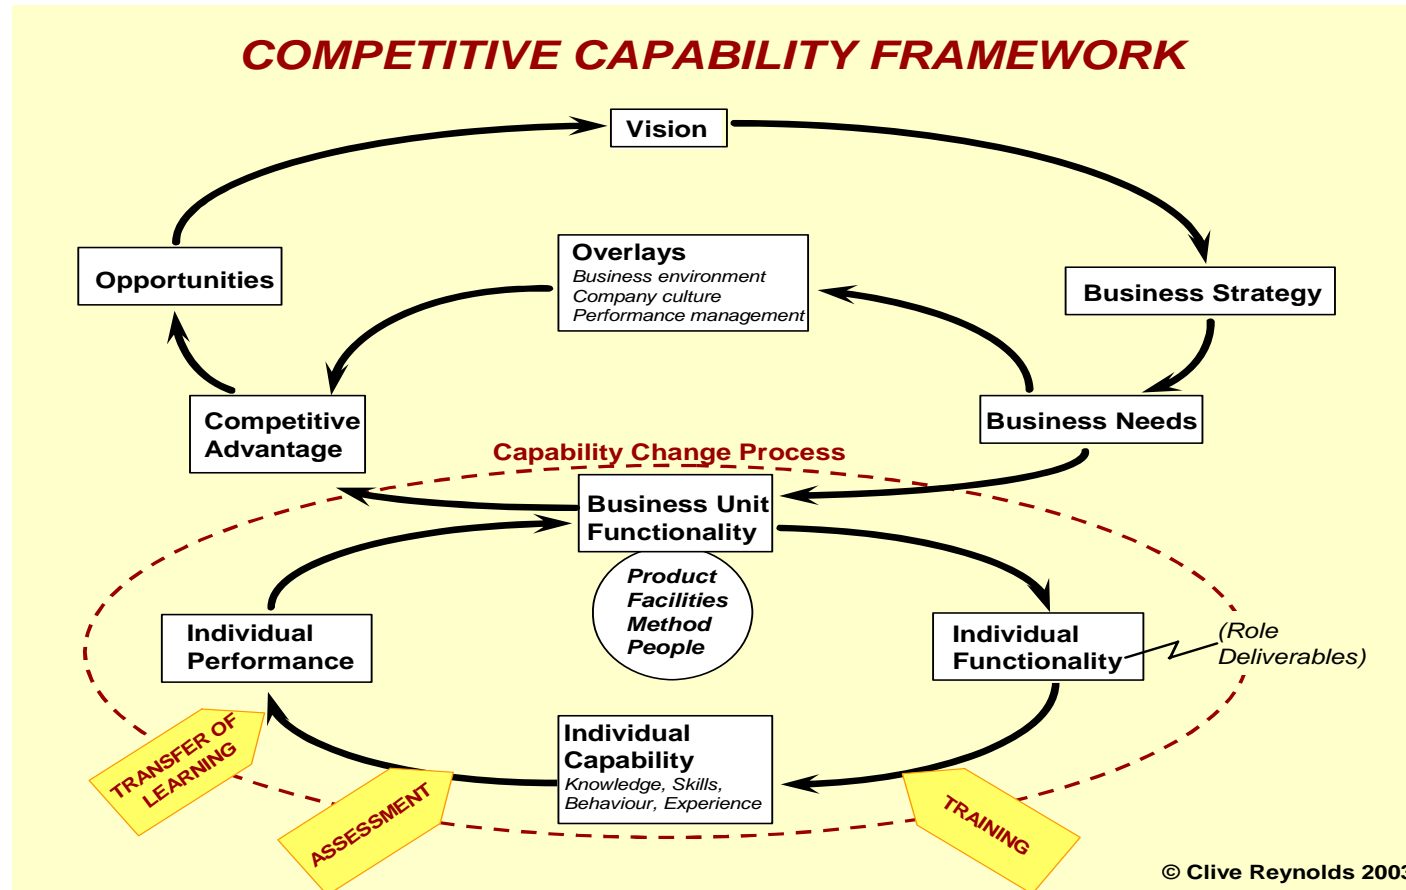 COMPETITIVE CAPABILITY FRAMEWORK
Vision
Opportunities
Overlays
Business environment
Company culture
Performance management
Business Strategy
Competitive
Advantage
Business Needs
Capability Change Process
Business Unit
Functionality
Product
Facilities
Method
People
Individual
Performance
Individual
Functionality
(Role
Deliverables)
Individual
Capability
Knowledge, Skills,
Behaviour, Experience
TRANSFER OF
LEARNING
ASSESSMENT
TRAINING
© Clive Reynolds 2003